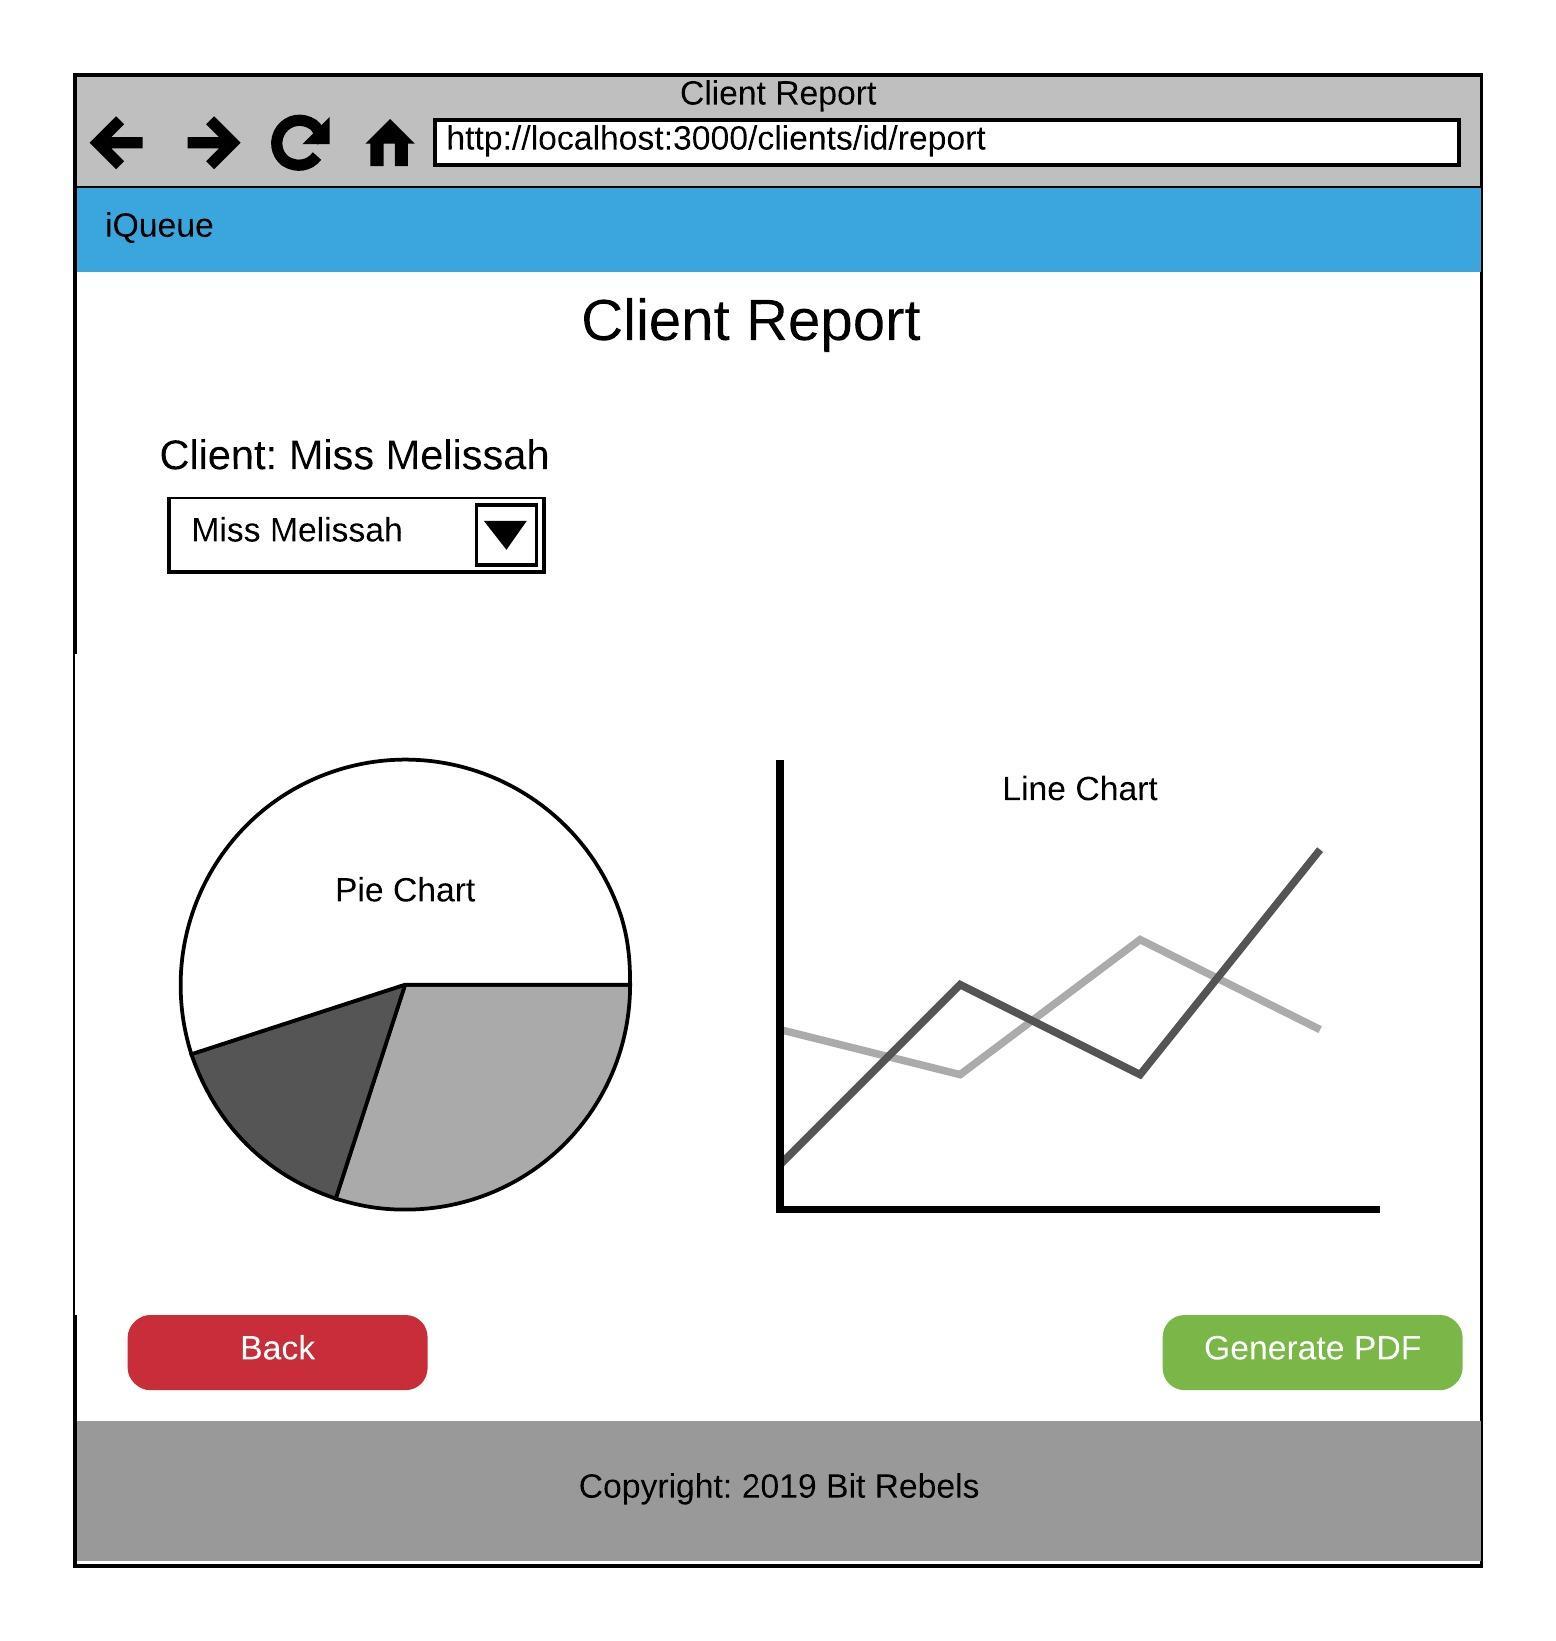 Client Report
http://localhost:3000/clients/id/report
iQueue
Client Report
Client: Miss Melissah
Miss Melissah
Pie Chart
Line Chart
Back
Generate PDF
Copyright: 2019 Bit Rebels